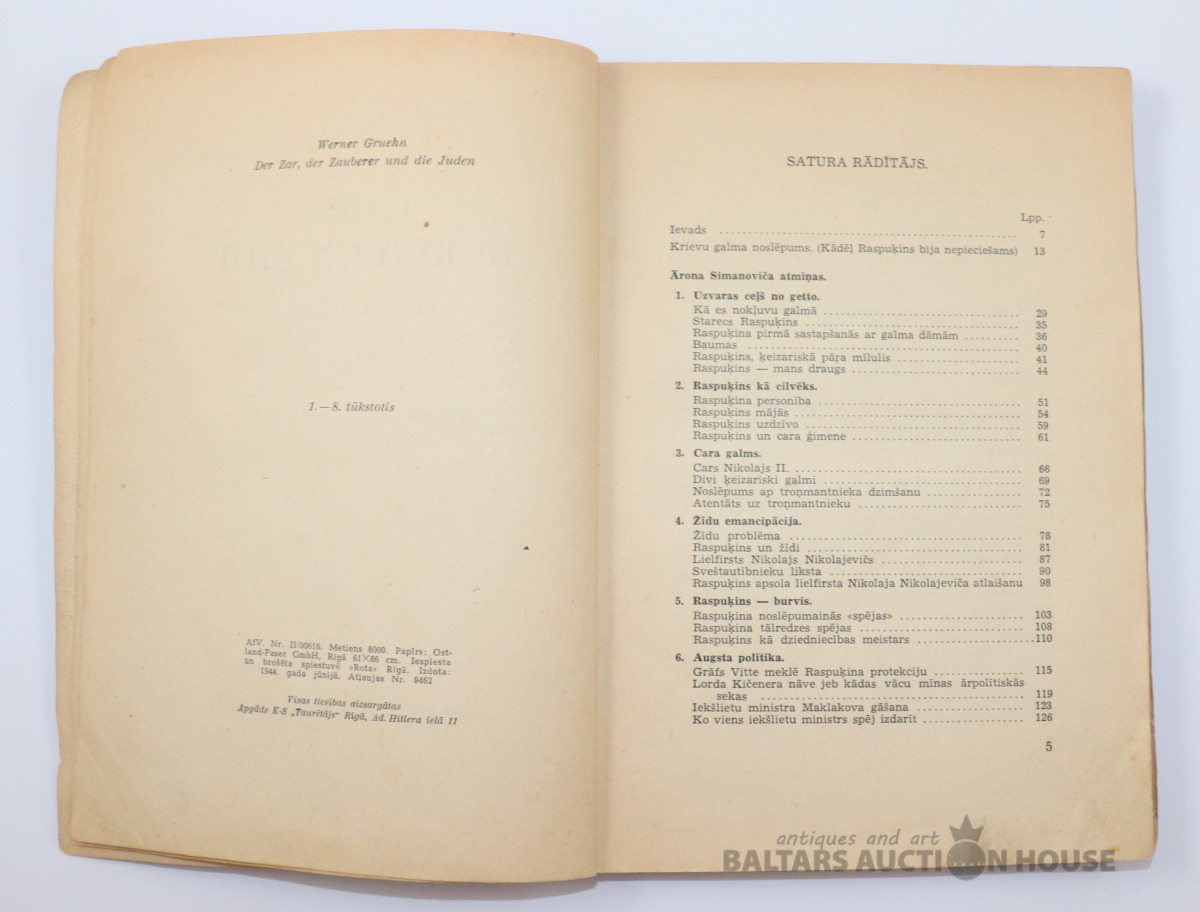 Werner Gruehn
Der Zar, der Zauberer und die Juden
1.—8. tūkstotis
AfV. Nr. II/00616. Metiens 8000. Papīrs: Ost-
land-Faser GmbH, Rīgā 61×86 cm. Iespiesta
un brošēta spiestuvē »Rota« Rīgā. Izdota:
1944. gada jūnijā. Atļaujas Nr. 9462
Visas tiesības aizsargātas
Apgāds K-S „Taurētājs" Rīgā, Ad. Hitlera ielā 11
SATURA RĀDĪTĀJS.
Lpp.
Ievads 7
Krievu galma noslēpums. (Kādēļ Raspuķins bija nepieciešams) 13
Ārona Simanoviča atmiņas.
1. Uzvaras ceļš no getto.
Kā es nokļuvu galmā 29
Starecs Raspuķins 35
Raspuķina pirmā sastapšanās ar galma dāmām 36
Baumas 40
Raspuķins, ķeizariskā pāŗa mīlulis 41
Raspuķins — mans draugs 44
2. Raspuķins kā cilvēks.
Raspuķina personība 51
Raspuķins mājās 54
Raspuķins uzdzīvo 59
Raspuķins un cara ģimene 61
3. Cara galms.
Cars Nikolajs II. 66
Divi ķeizariski galmi 69
Noslēpums ap troņmantnieka dzimšanu 72
Atentāts uz troņmantnieku 75
4. Žīdu emancipācija.
Žīdu problēma 78
Raspuķins un žīdi 81
Lielfirsts Nikolajs Nikolajevičs 87
Sveštautībnieku liksta 90
Raspuķins apsola lielfirsta Nikolaja Nikolajeviča atlaišanu 98
5. Raspuķins — burvis.
Raspuķina noslēpumainās «spējas» 103
Raspuķina tālredzes spējas 108
Raspuķins kā dziedniecības meistars 110
6. Augsta polītika.
Grāfs Vitte meklē Raspuķina protekciju 115
Lorda Kičenera nāve jeb kādas vācu mīnas ārpolītiskās
sekas 119
Iekšlietu ministra Maklakova gāšana 123
Ko viens iekšlietu ministrs spēj izdarīt 126
5
antiques and art
BALTARS AUCTION HOUSE